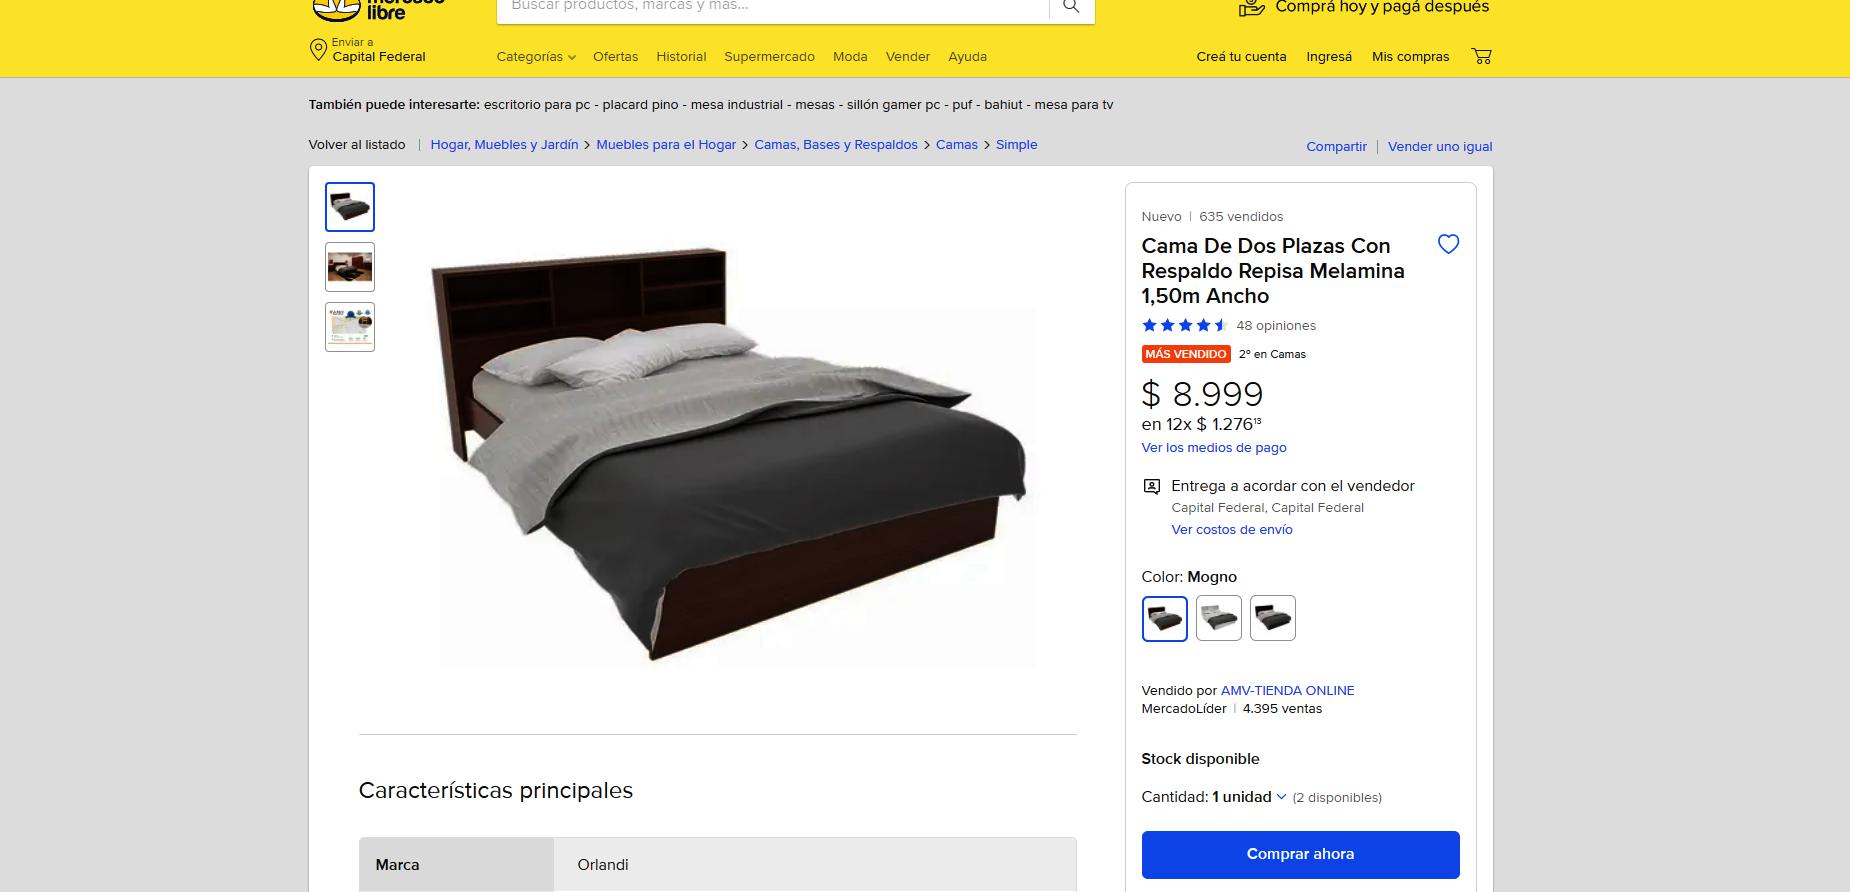 libre
Buscar productos, marcas y más...
Comprá hoy y pagá después
Enviar a
Capital Federal
Categorías
Ofertas
Historial
Supermercado
Moda
Vender
Ayuda
Creá tu cuenta
Ingresá
Mis compras
También puede interesarte: escritorio para pc - placard pino - mesa industrial - mesas - sillón gamer pc - puf - bahiut - mesa para tv
Volver al listado | Hogar, Muebles y Jardín > Muebles para el Hogar > Camas, Bases y Respaldos > Camas > Simple
Compartir | Vender uno igual
Nuevo | 635 vendidos
Cama De Dos Plazas Con
Respaldo Repisa Melamina
1,50m Ancho
48 opiniones
MÁS VENDIDO 2º en Camas
$ 8.999
en 12x $ 1.276¹³
Ver los medios de pago
Entrega a acordar con el vendedor
Capital Federal, Capital Federal
Ver costos de envío
Color: Mogno
Vendido por AMV-TIENDA ONLINE
MercadoLíder | 4.395 ventas
Stock disponible
Cantidad: 1 unidad (2 disponibles)
Comprar ahora
Características principales
Marca
Orlandi